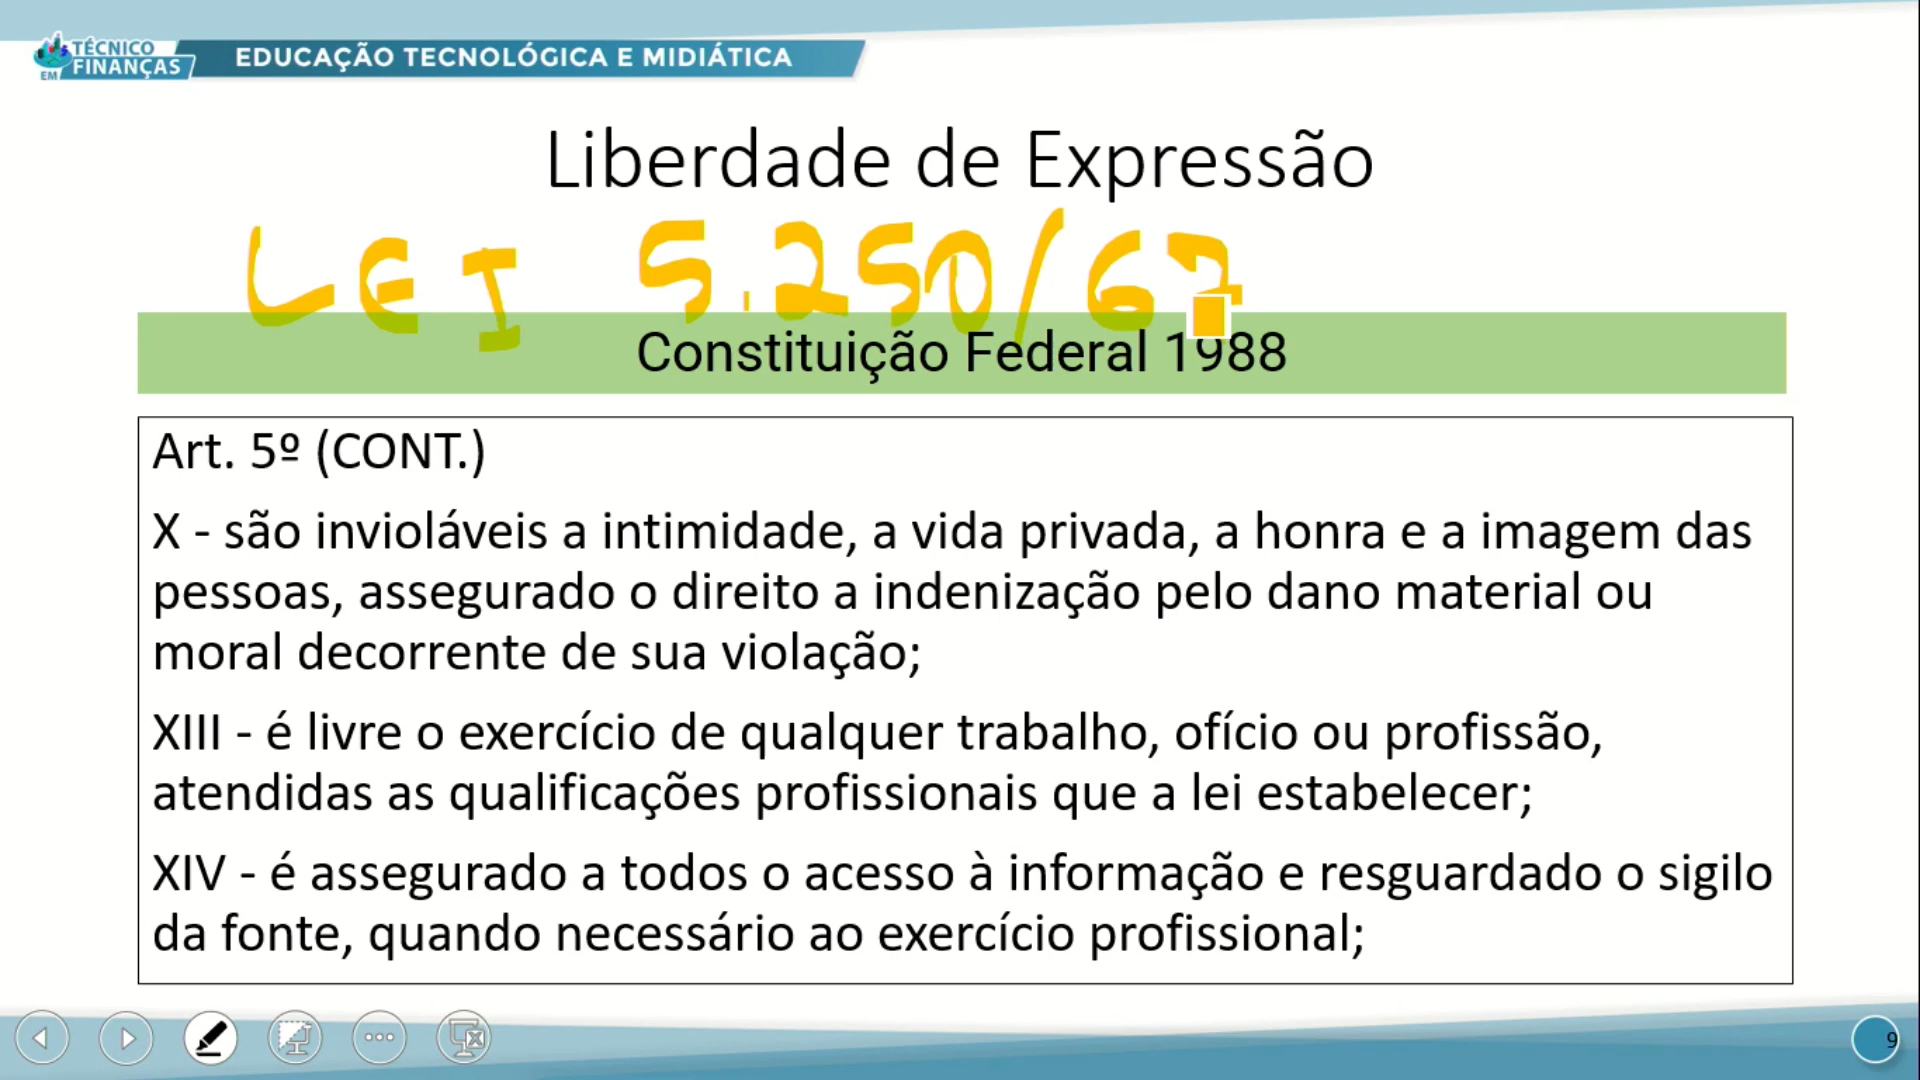 TÉCNICO
EM FINANÇAS
EDUCAÇÃO TECNOLÓGICA E MIDIÁTICA
Liberdade de Expressão
LEI 5.250/67
Constituição Federal 1988
Art. 5º (CONT.)
X - são invioláveis a intimidade, a vida privada, a honra e a imagem das
pessoas, assegurado o direito a indenização pelo dano material ou
moral decorrente de sua violação;
XIII - é livre o exercício de qualquer trabalho, ofício ou profissão,
atendidas as qualificações profissionais que a lei estabelecer;
XIV - é assegurado a todos o acesso à informação e resguardado o sigilo
da fonte, quando necessário ao exercício profissional;
9